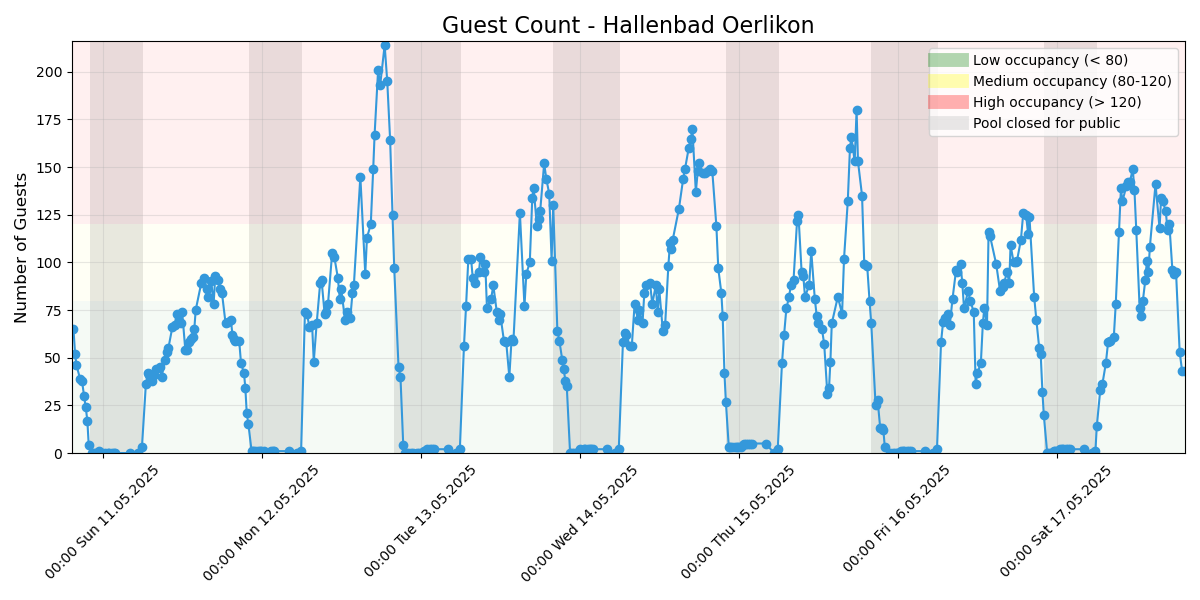 Guest Count - Hallenbad Oerlikon
Low occupancy (< 80)
Medium occupancy (80-120)
High occupancy (> 120)
Pool closed for public
Number of Guests
200
175
150
125
100
75
50
25
0
00:00 Sun 11.05.2025
00:00 Mon 12.05.2025
00:00 Tue 13.05.2025
00:00 Wed 14.05.2025
00:00 Thu 15.05.2025
00:00 Fri 16.05.2025
00:00 Sat 17.05.2025